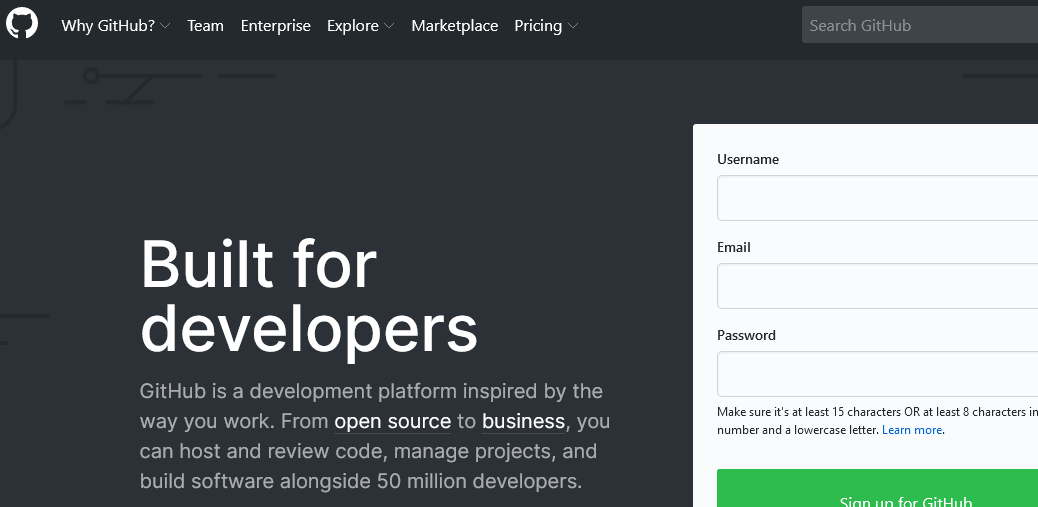 Why GitHub? Team Enterprise Explore Marketplace Pricing Search GitHub
Built for
developers
GitHub is a development platform inspired by the
way you work. From open source to business, you
can host and review code, manage projects, and
build software alongside 50 million developers.
Username
Email
Password
Make sure it's at least 15 characters OR at least 8 characters in
number and a lowercase letter. Learn more.
Sign up for GitHub